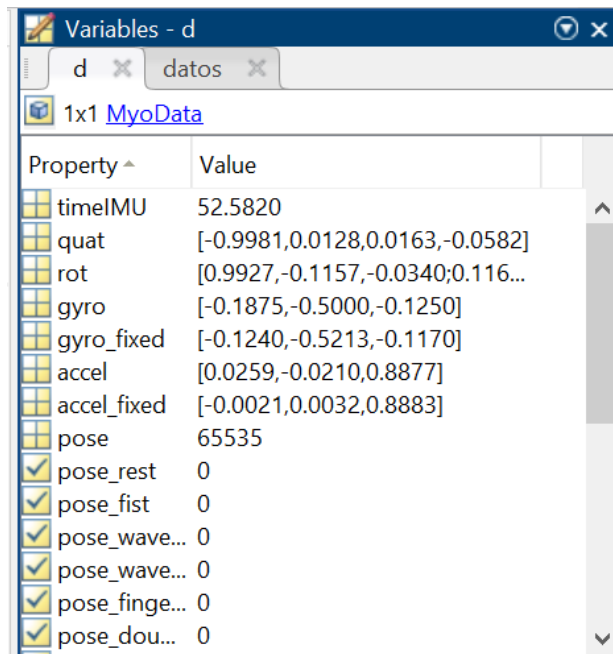 Variables - d
d datos
1x1 MyoData
Property Value
timeIMU 52.5820
quat [-0.9981,0.0128,0.0163,-0.0582]
rot [0.9927,-0.1157,-0.0340;0.116...
gyro [-0.1875,-0.5000,-0.1250]
gyro_fixed [-0.1240,-0.5213,-0.1170]
accel [0.0259,-0.0210,0.8877]
accel_fixed [-0.0021,0.0032,0.8883]
pose 65535
pose_rest 0
pose_fist 0
pose_wave... 0
pose_wave... 0
pose_finge... 0
pose_dou... 0